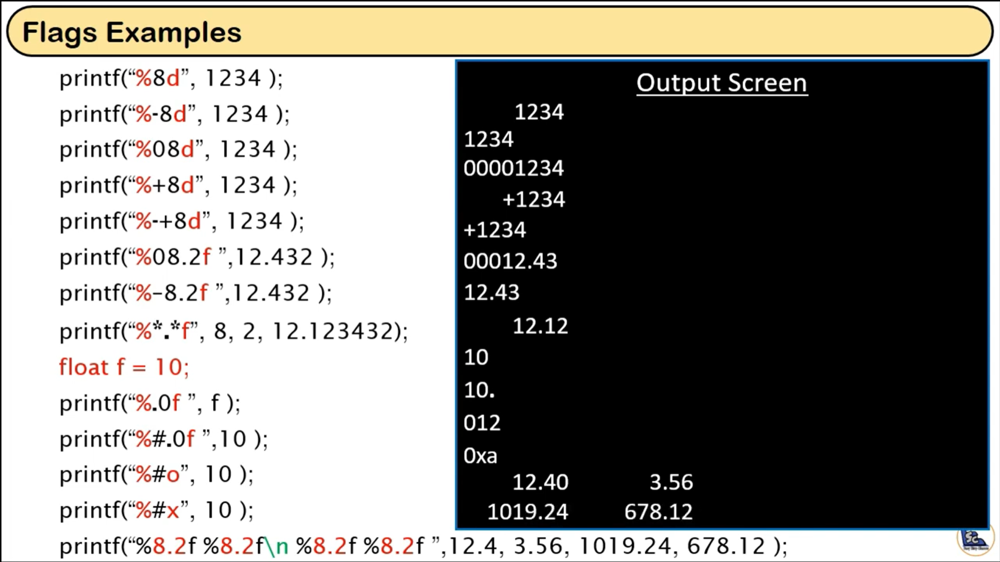 Flags Examples
printf(“%8d”, 1234 );
printf(“%-8d”, 1234 );
printf(“%08d”, 1234 );
printf(“%+8d”, 1234 );
printf(“%-+8d”, 1234 );
printf(“%08.2f ”,12.432 );
printf(“%–8.2f ”,12.432 );
printf(“%*.*f”, 8, 2, 12.123432);
float f = 10;
printf(“%.0f ”, f );
printf(“%#.0f ”,10 );
printf(“%#o”, 10 );
printf(“%#x”, 10 );
printf(“%8.2f %8.2f\n %8.2f %8.2f ”,12.4, 3.56, 1019.24, 678.12 );
Output Screen
1234
1234
00001234
+1234
+1234
00012.43
12.43
12.12
10
10.
012
0xa
12.40 3.56
1019.24 678.12